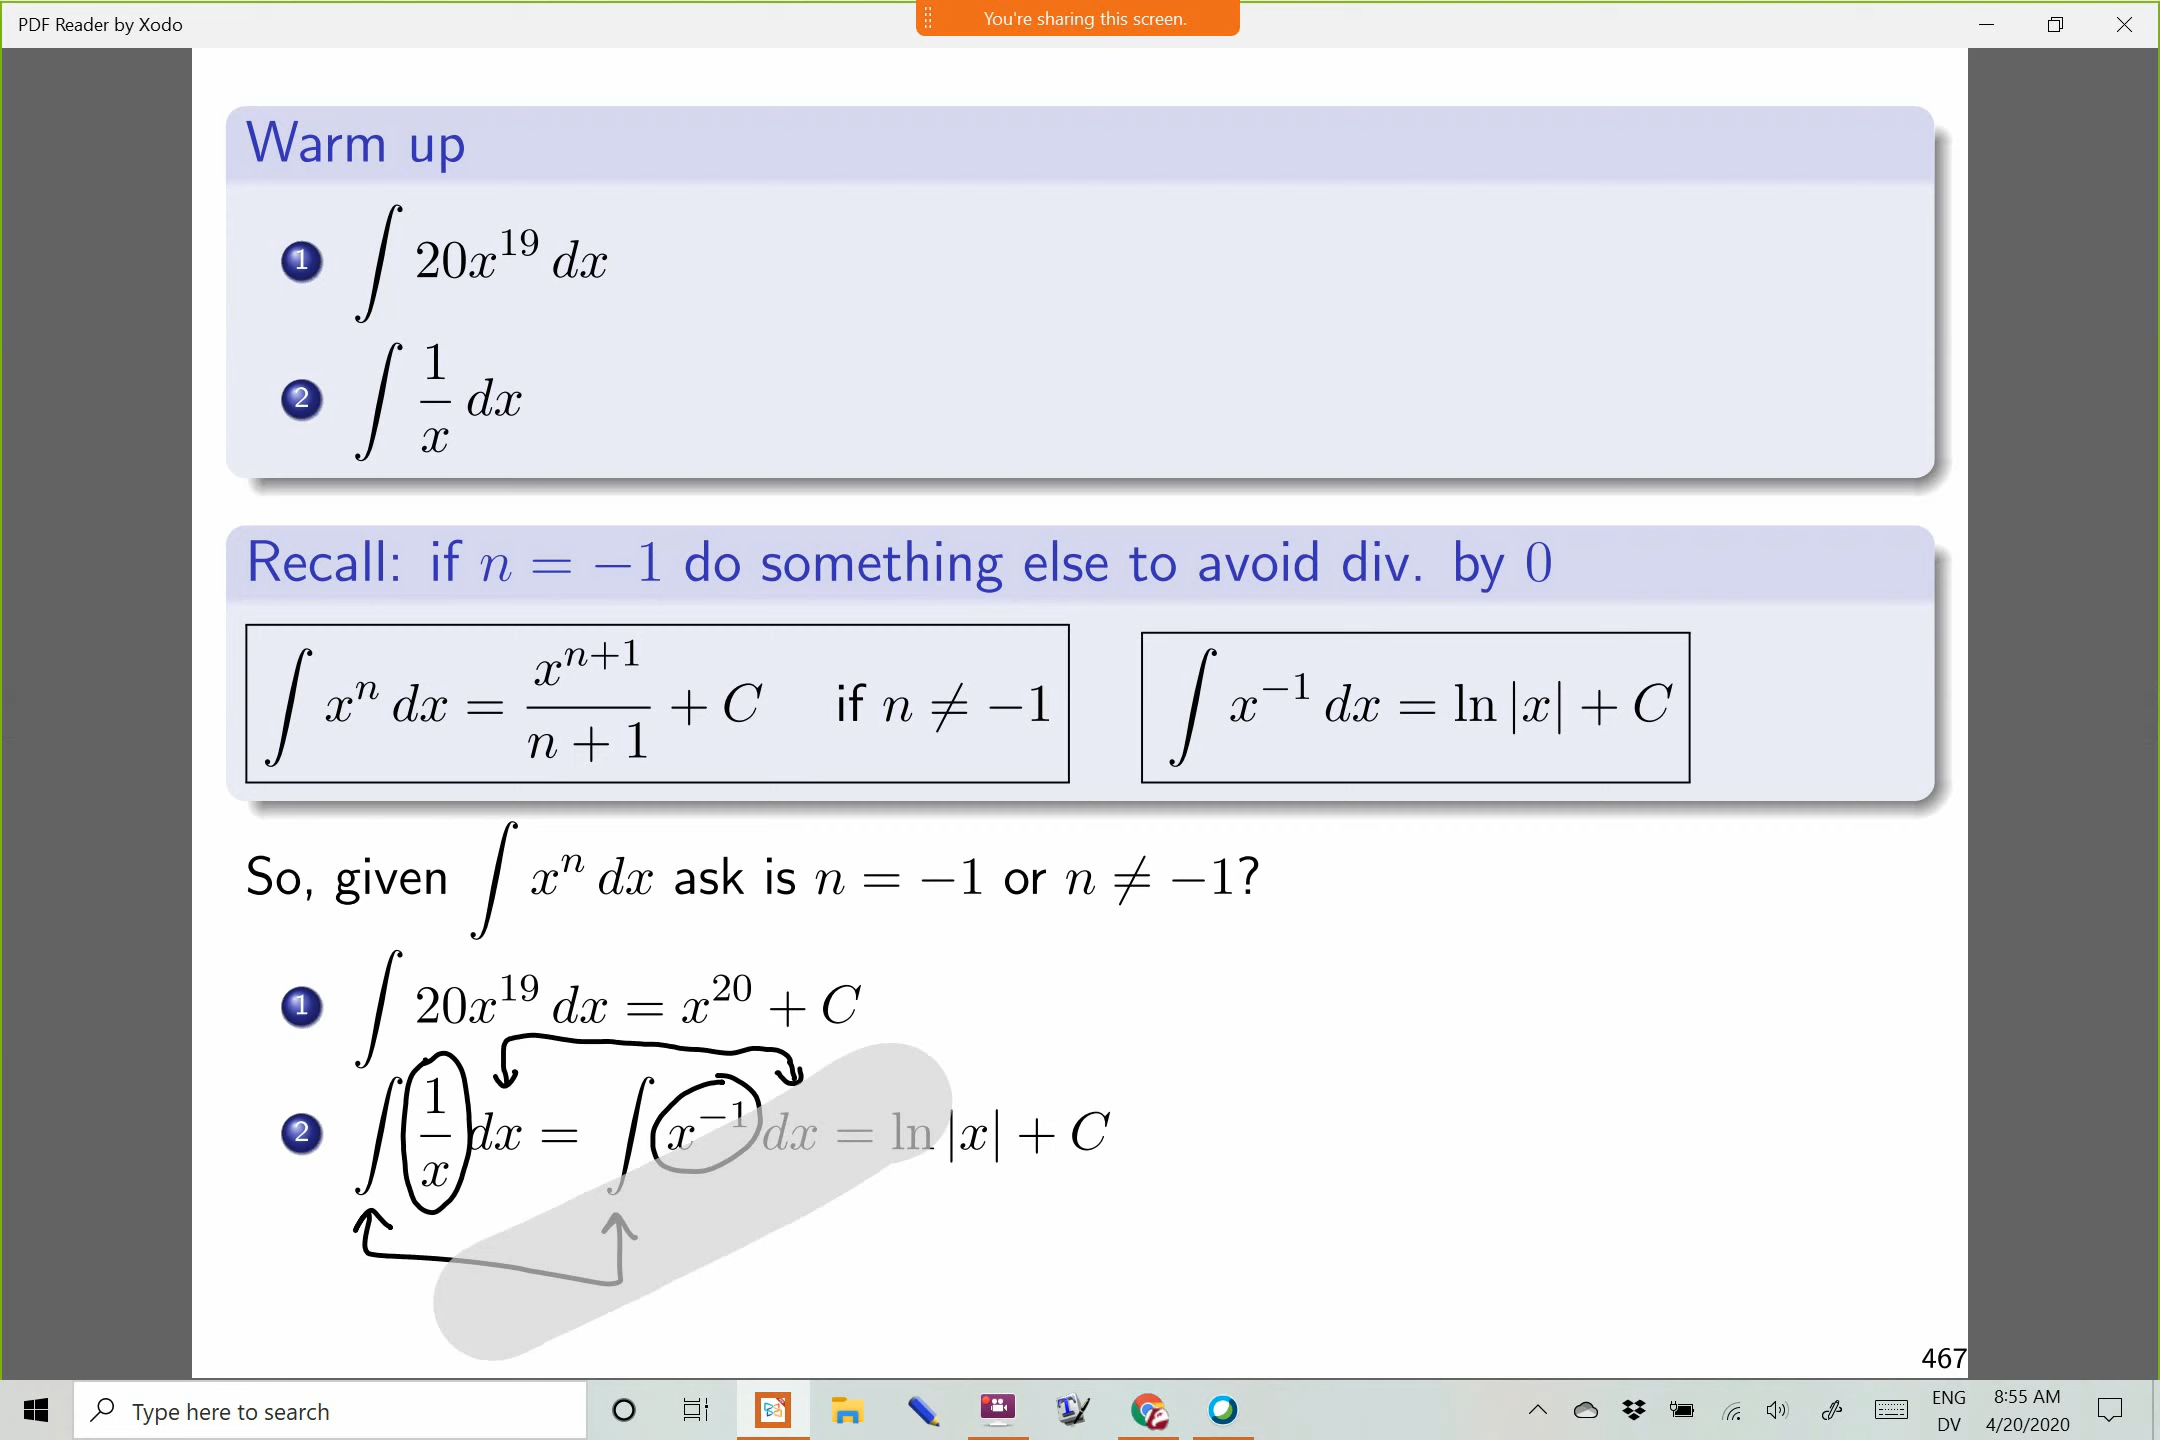 PDF Reader by Xodo
You're sharing this screen.
Warm up
1 ∫ 20x^19 dx
2 ∫ 1/x dx
Recall: if n = −1 do something else to avoid div. by 0
∫ x^n dx = x^(n+1)/(n + 1) + C if n ≠ −1 ∫ x^−1 dx = ln |x| + C
So, given ∫ x^n dx ask is n = −1 or n ≠ −1?
1 ∫ 20x^19 dx = x^20 + C
2 ∫ 1/x dx = ∫ x^−1 dx = ln |x| + C
467
Type here to search
ENG
DV
8:55 AM
4/20/2020